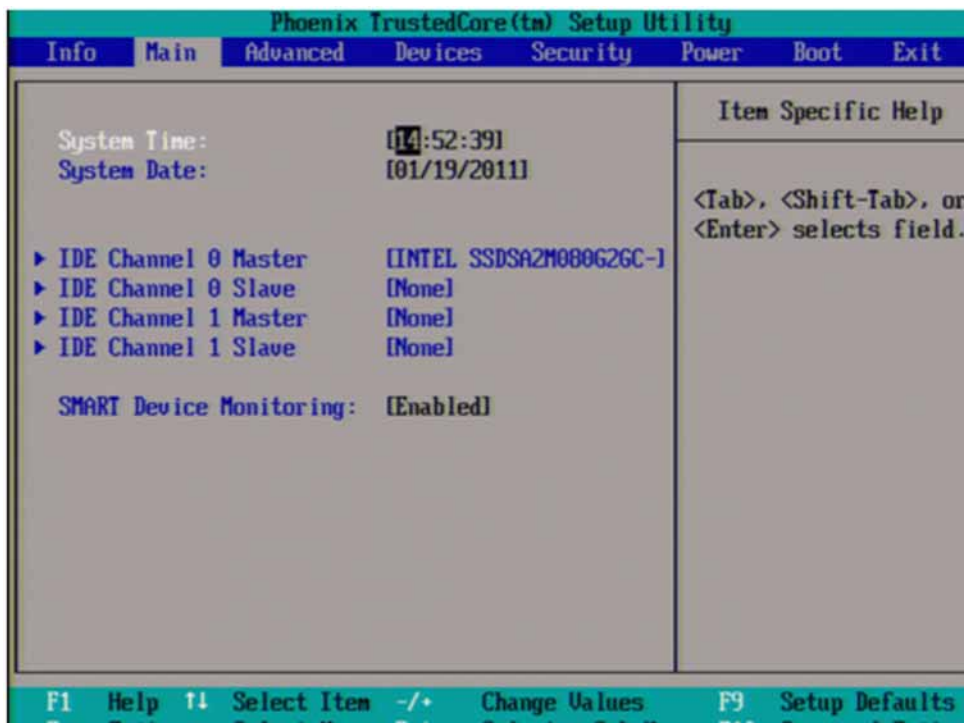 Phoenix TrustedCore(tm) Setup Utility
Info Main Advanced Devices Security Power Boot Exit
Item Specific Help
System Time: [14:52:39]
System Date: [01/19/2011]
<Tab>, <Shift-Tab>, or
<Enter> selects field.
▶ IDE Channel 0 Master [INTEL SSDSA2M080G2GC-]
▶ IDE Channel 0 Slave [None]
▶ IDE Channel 1 Master [None]
▶ IDE Channel 1 Slave [None]
SMART Device Monitoring: [Enabled]
F1 Help ↑↓ Select Item -/+ Change Values F9 Setup Defaults